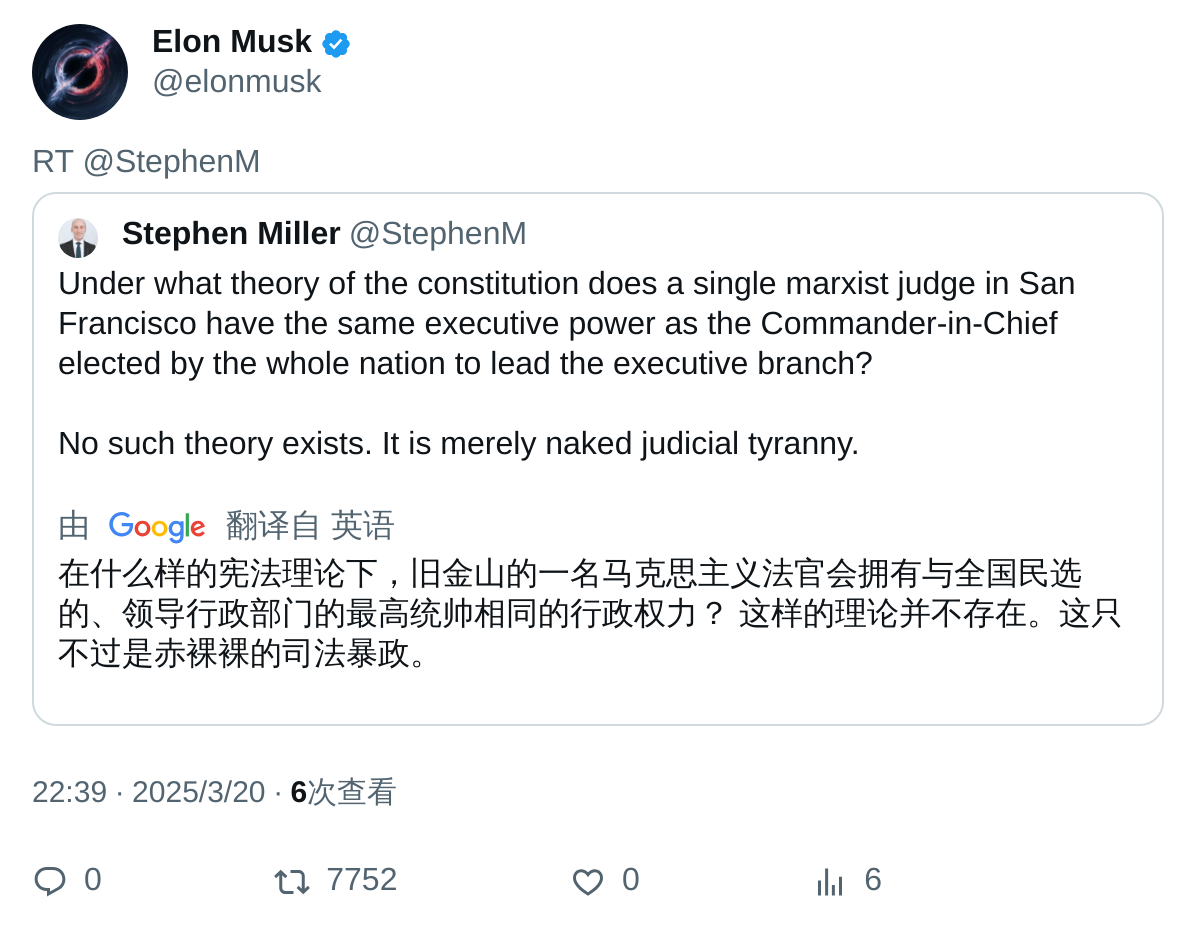 Elon Musk
@elonmusk
RT @StephenM
Stephen Miller @StephenM
Under what theory of the constitution does a single marxist judge in San
Francisco have the same executive power as the Commander-in-Chief
elected by the whole nation to lead the executive branch?
No such theory exists. It is merely naked judicial tyranny.
由 Google 翻译自 英语
在什么样的宪法理论下，旧金山的一名马克思主义法官会拥有与全国民选
的、领导行政部门的最高统帅相同的行政权力？ 这样的理论并不存在。这只
不过是赤裸裸的司法暴政。
22:39 · 2025/3/20 · 6次查看
0 7752 0 6